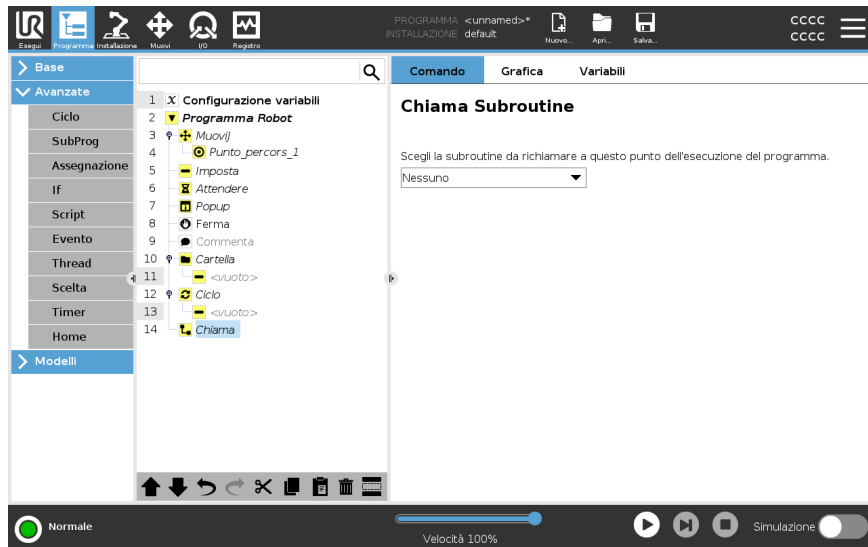 UR
PROGRAMMA <unnamed>*
INSTALLAZIONE default
CCCC
CCCC
Esegui Programma Installazione Muovi I/O Registro
Nuovo... Apri... Salva...
Base
Avanzate
Ciclo
SubProg
Assegnazione
If
Script
Evento
Thread
Scelta
Timer
Home
Modelli
1 X Configurazione variabili
2 Programma Robot
3 MuoviJ
4 Punto_percors_1
5 Imposta
6 Attendere
7 Popup
8 Ferma
9 Commenta
10 Cartella
11 <vuoto>
12 Ciclo
13 <vuoto>
14 Chiama
Comando Grafica Variabili
Chiama Subroutine
Scegli la subroutine da richiamare a questo punto dell'esecuzione del programma.
Nessuno
Normale
Velocità 100%
Simulazione